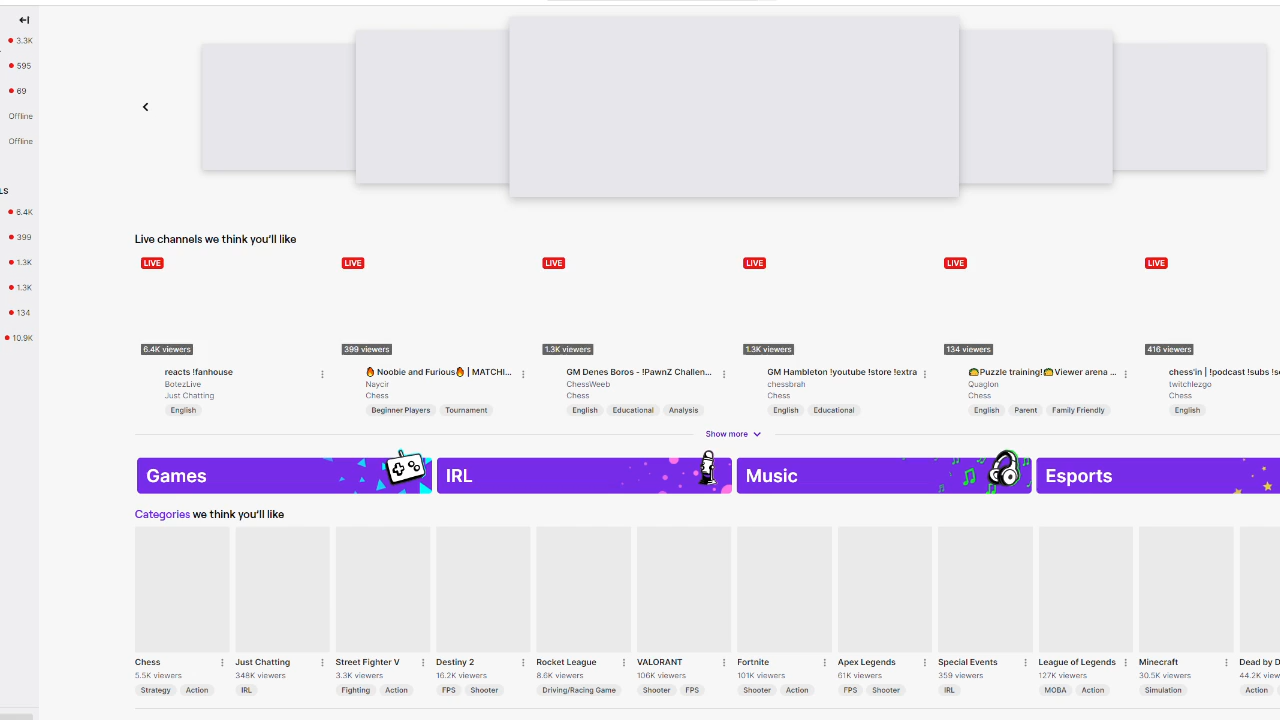 3.3K
595
69
Offline
Offline
LS
6.4K
399
1.3K
1.3K
134
10.9K
Live channels we think you'll like
LIVE LIVE LIVE LIVE LIVE LIVE
6.4K viewers 399 viewers 1.3K viewers 1.3K viewers 134 viewers 416 viewers
reacts !fanhouse
BotezLive
Just Chatting
English
🔥Noobie and Furious🔥 | MATCHI...
Naycir
Chess
Beginner Players Tournament
GM Denes Boros - !PawnZ Challen...
ChessWeeb
Chess
English Educational Analysis
GM Hambleton !youtube !store !extra
chessbrah
Chess
English Educational
🌮Puzzle training!🌮Viewer arena ...
Quaglon
Chess
English Parent Family Friendly
chess'in | !podcast !subs !s
twitchlezgo
Chess
English
Show more
Games IRL Music Esports
Categories we think you'll like
Chess
5.5K viewers
Strategy Action
Just Chatting
348K viewers
IRL
Street Fighter V
3.3K viewers
Fighting Action
Destiny 2
16.2K viewers
FPS Shooter
Rocket League
8.6K viewers
Driving/Racing Game
VALORANT
106K viewers
Shooter FPS
Fortnite
101K viewers
Shooter Action
Apex Legends
61K viewers
FPS Shooter
Special Events
359 viewers
IRL
League of Legends
127K viewers
MOBA Action
Minecraft
30.5K viewers
Simulation
Dead by D
44.2K view
Action